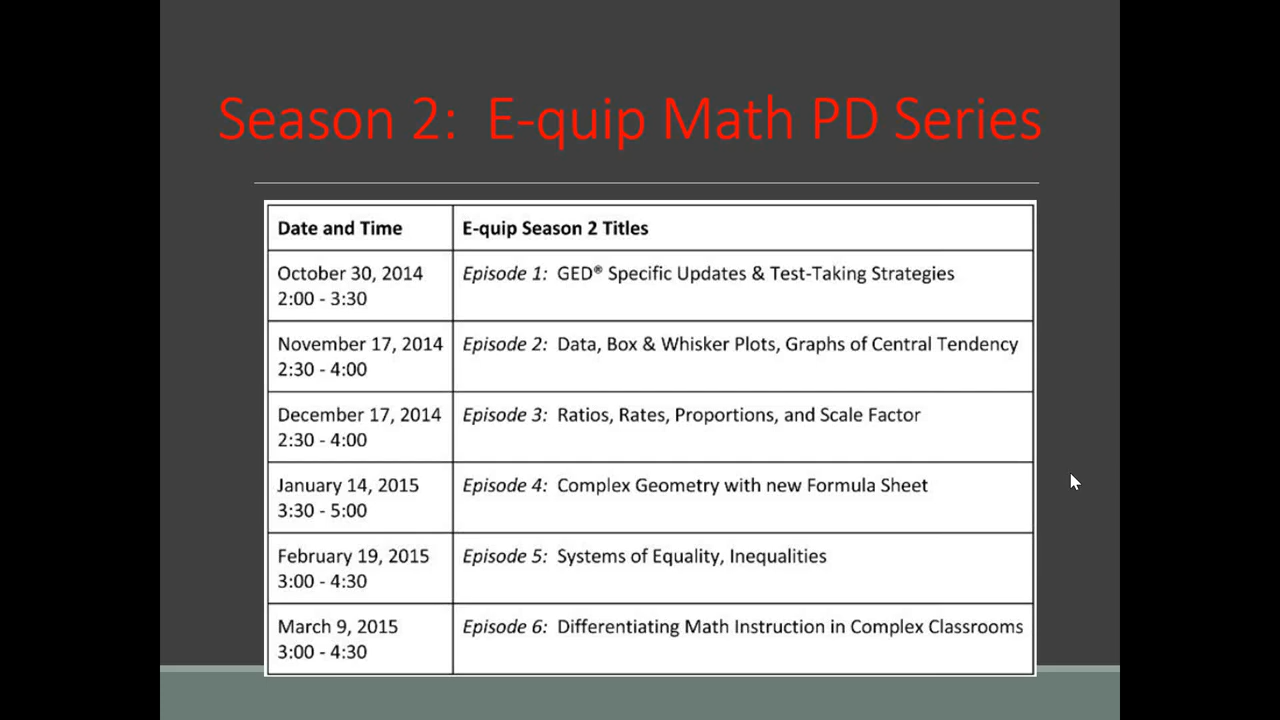 Season 2:  E-quip Math PD Series
Date and Time
E-quip Season 2 Titles
October 30, 2014
2:00 - 3:30
Episode 1:  GED® Specific Updates & Test-Taking Strategies
November 17, 2014
2:30 - 4:00
Episode 2:  Data, Box & Whisker Plots, Graphs of Central Tendency
December 17, 2014
2:30 - 4:00
Episode 3:  Ratios, Rates, Proportions, and Scale Factor
January 14, 2015
3:30 - 5:00
Episode 4:  Complex Geometry with new Formula Sheet
February 19, 2015
3:00 - 4:30
Episode 5:  Systems of Equality, Inequalities
March 9, 2015
3:00 - 4:30
Episode 6:  Differentiating Math Instruction in Complex Classrooms